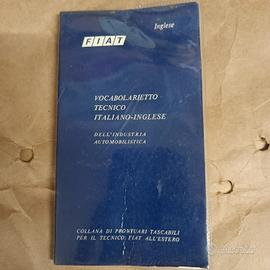 Inglese
FIAT
VOCABOLARIETTO
TECNICO
ITALIANO-INGLESE
DELL'INDUSTRIA
AUTOMOBILISTICA
COLLANA DI PRONTUARI TASCABILI
PER IL TECNICO FIAT ALL'ESTERO